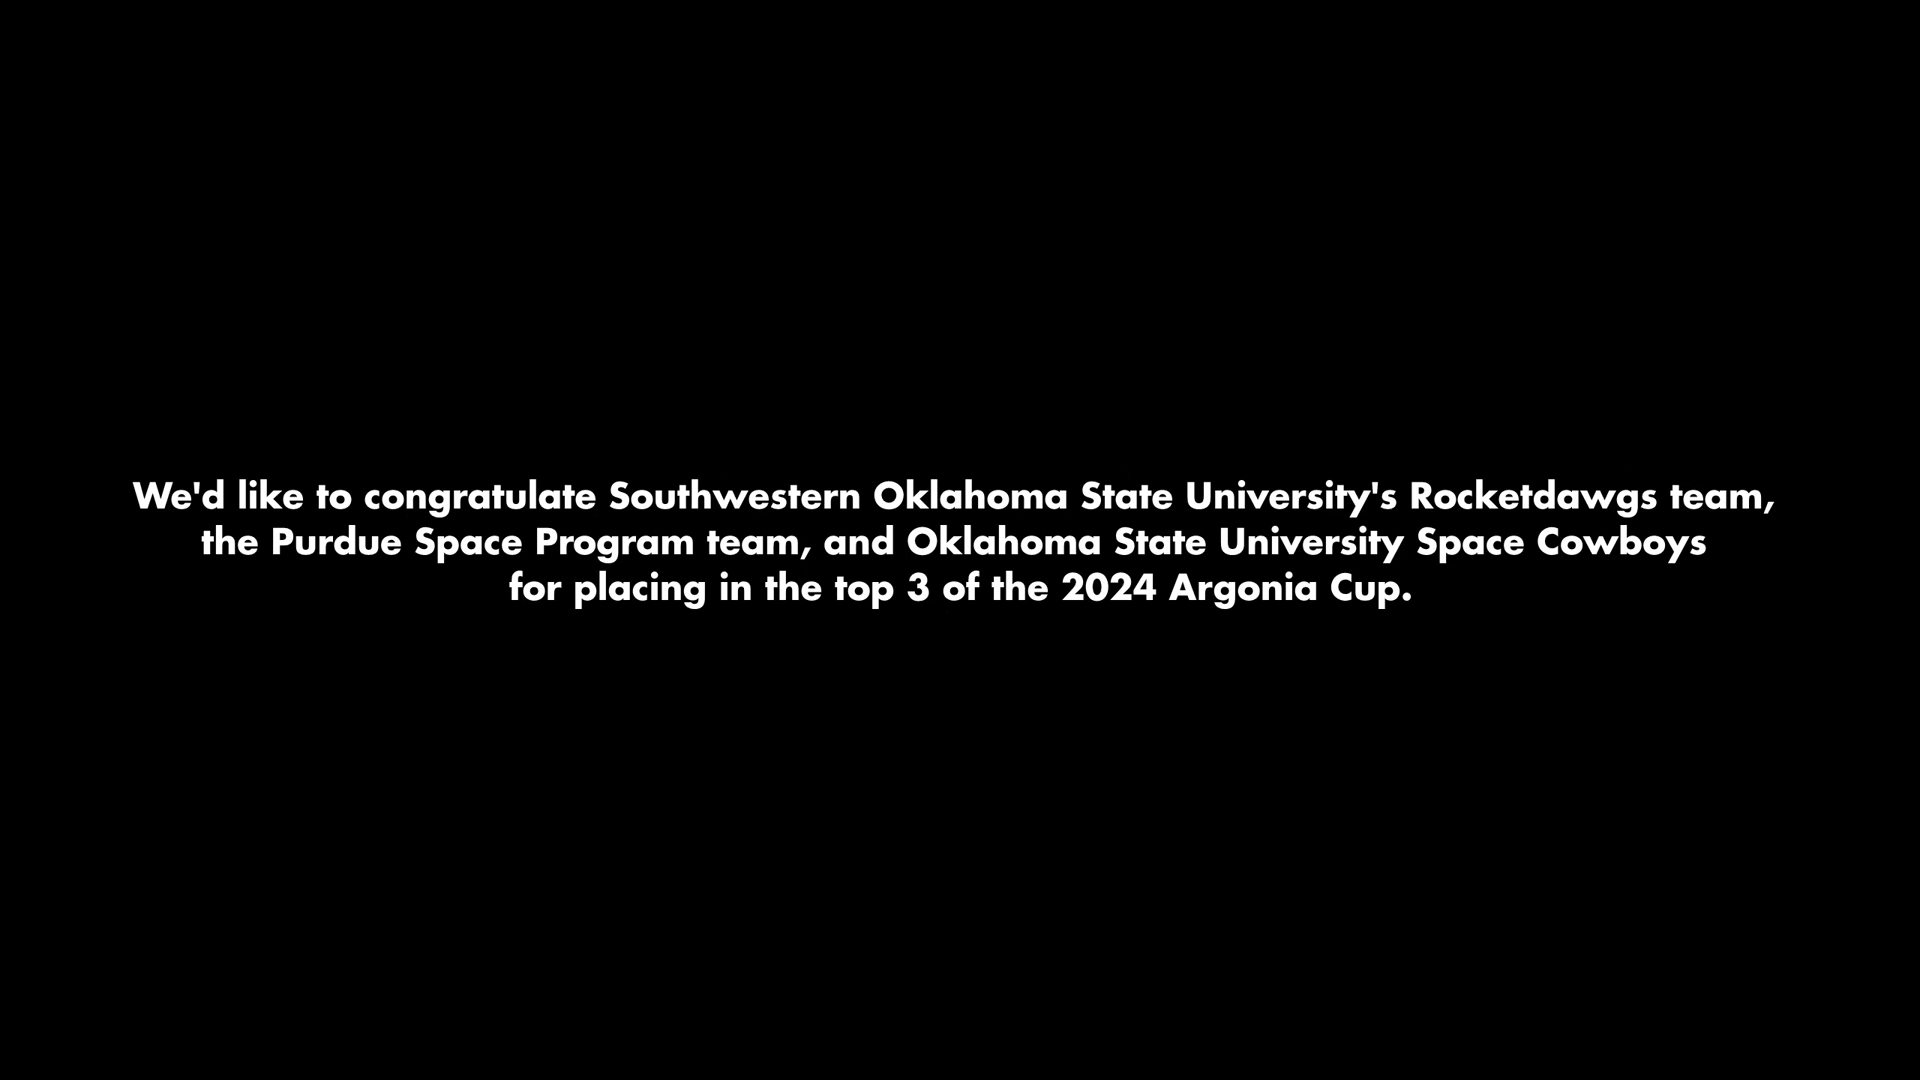 We'd like to congratulate Southwestern Oklahoma State University's Rocketdawgs team,
the Purdue Space Program team, and Oklahoma State University Space Cowboys
for placing in the top 3 of the 2024 Argonia Cup.